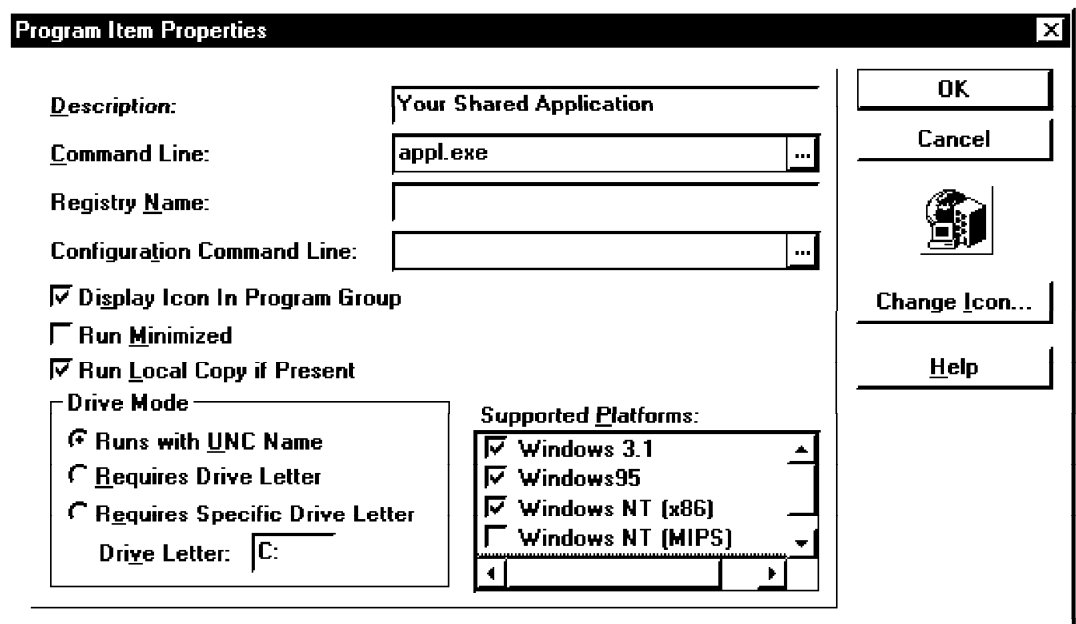 Program Item Properties
Description: Your Shared Application
Command Line: appl.exe ...
Registry Name:
Configuration Command Line: ...
Display Icon In Program Group
Run Minimized
Run Local Copy if Present
Drive Mode
Runs with UNC Name
Requires Drive Letter
Requires Specific Drive Letter
Drive Letter: C:
Supported Platforms:
Windows 3.1
Windows95
Windows NT (x86)
Windows NT (MIPS)
OK
Cancel
Change Icon...
Help